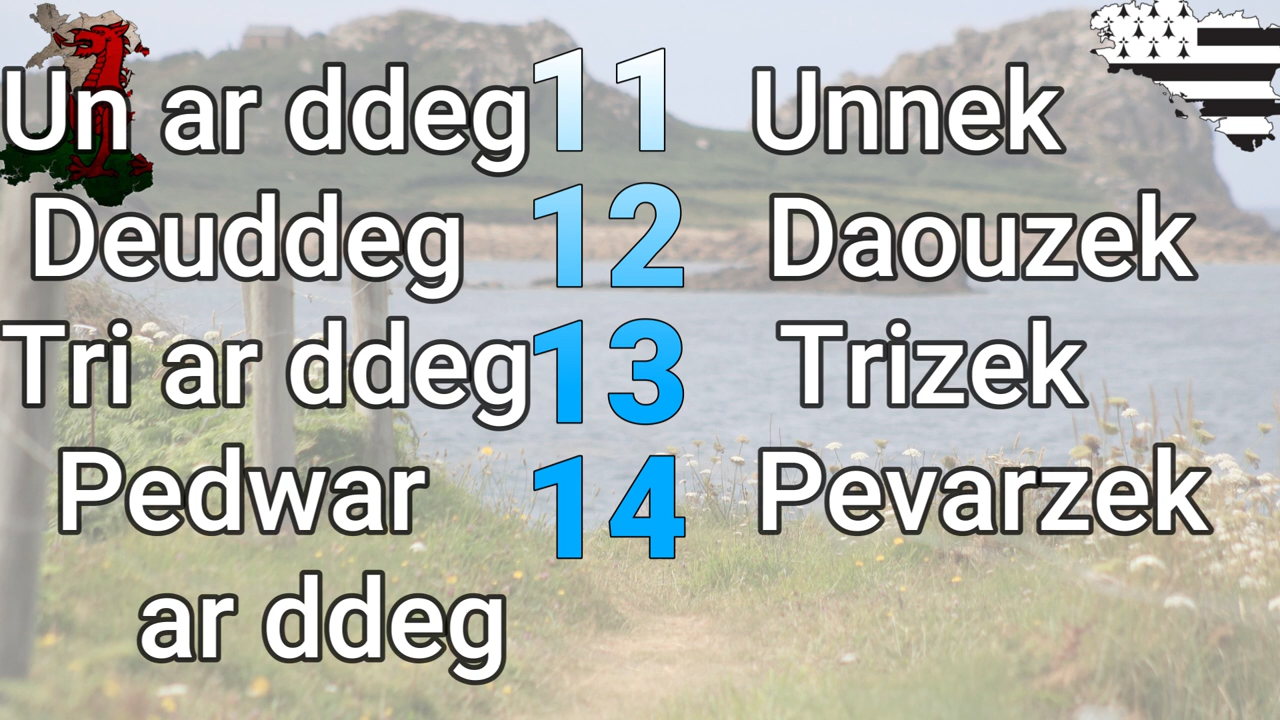 Un ar ddeg 11 Unnek
Deuddeg 12 Daouzek
Tri ar ddeg 13 Trizek
Pedwar 14 Pevarzek
ar ddeg